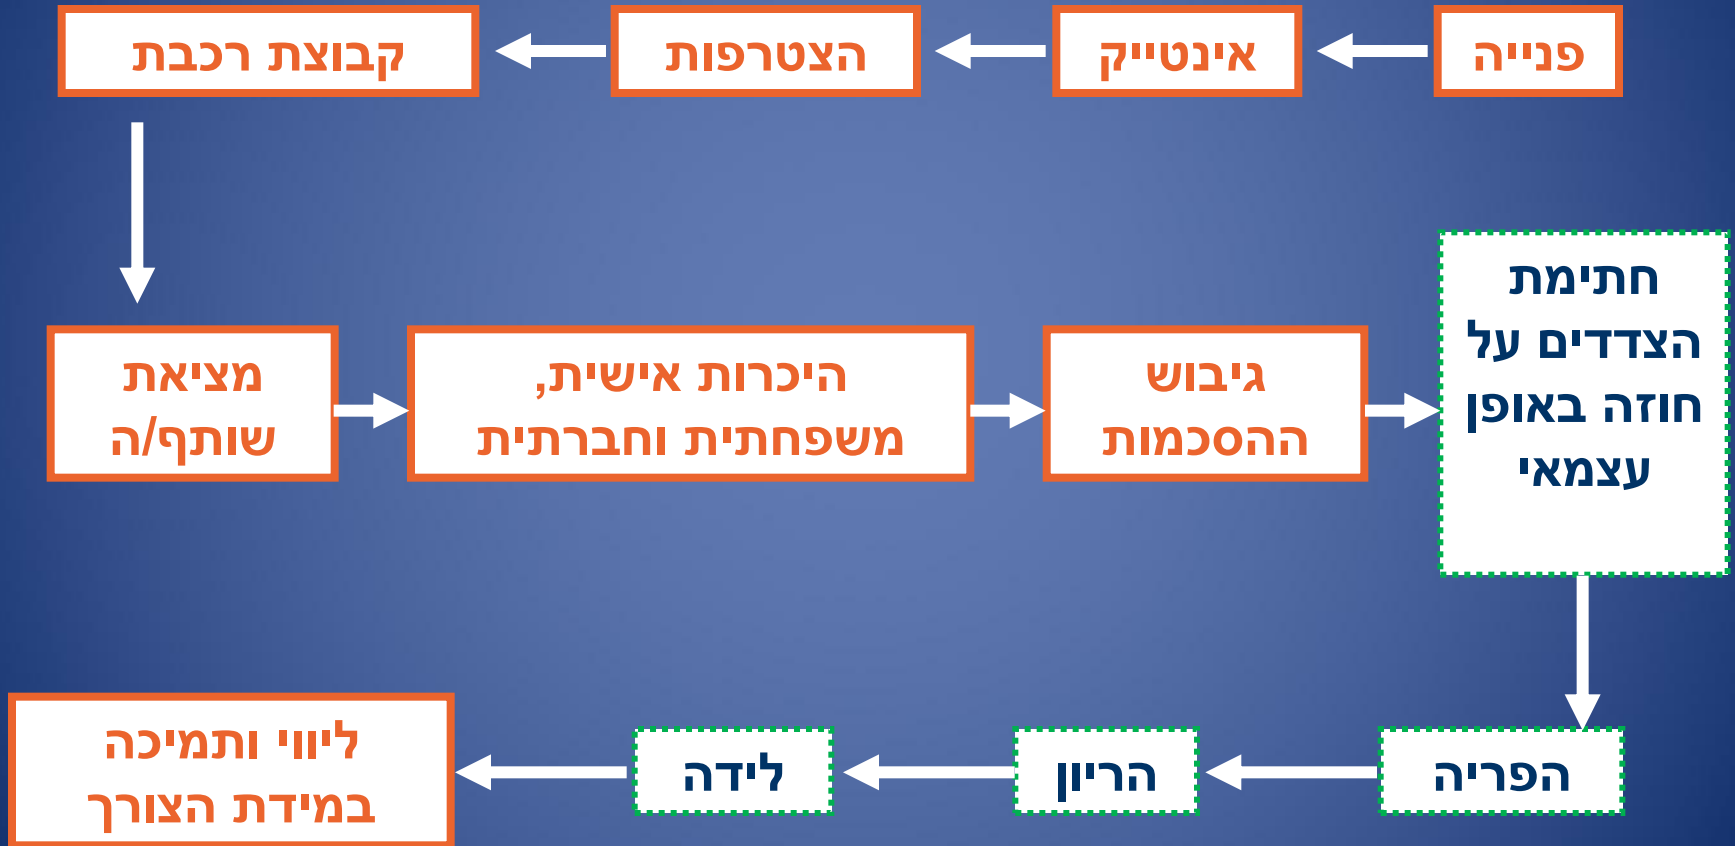 פנייה
אינטייק
הצטרפות
קבוצת רכבת
מציאת
שותף/ה
היכרות אישית,
משפחתית וחברתית
גיבוש
ההסכמות
חתימת
הצדדים על
חוזה באופן
עצמאי
הפריה
הריון
לידה
ליווי ותמיכה
במידת הצורך